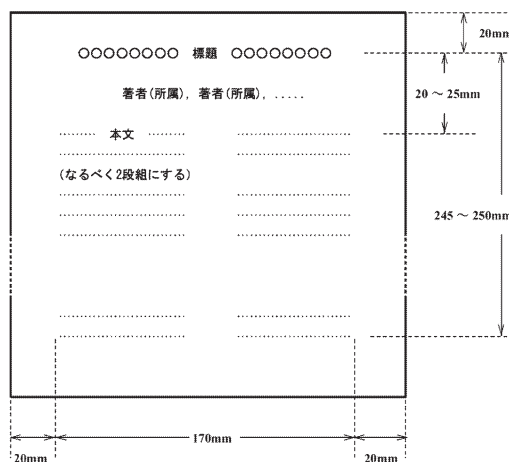 ○○○○○○○○ 標題 ○○○○○○○○
著者(所属), 著者(所属), .....
本文
(なるべく2段組にする)
20mm
20 ～ 25mm
245 ～ 250mm
170mm
20mm
20mm